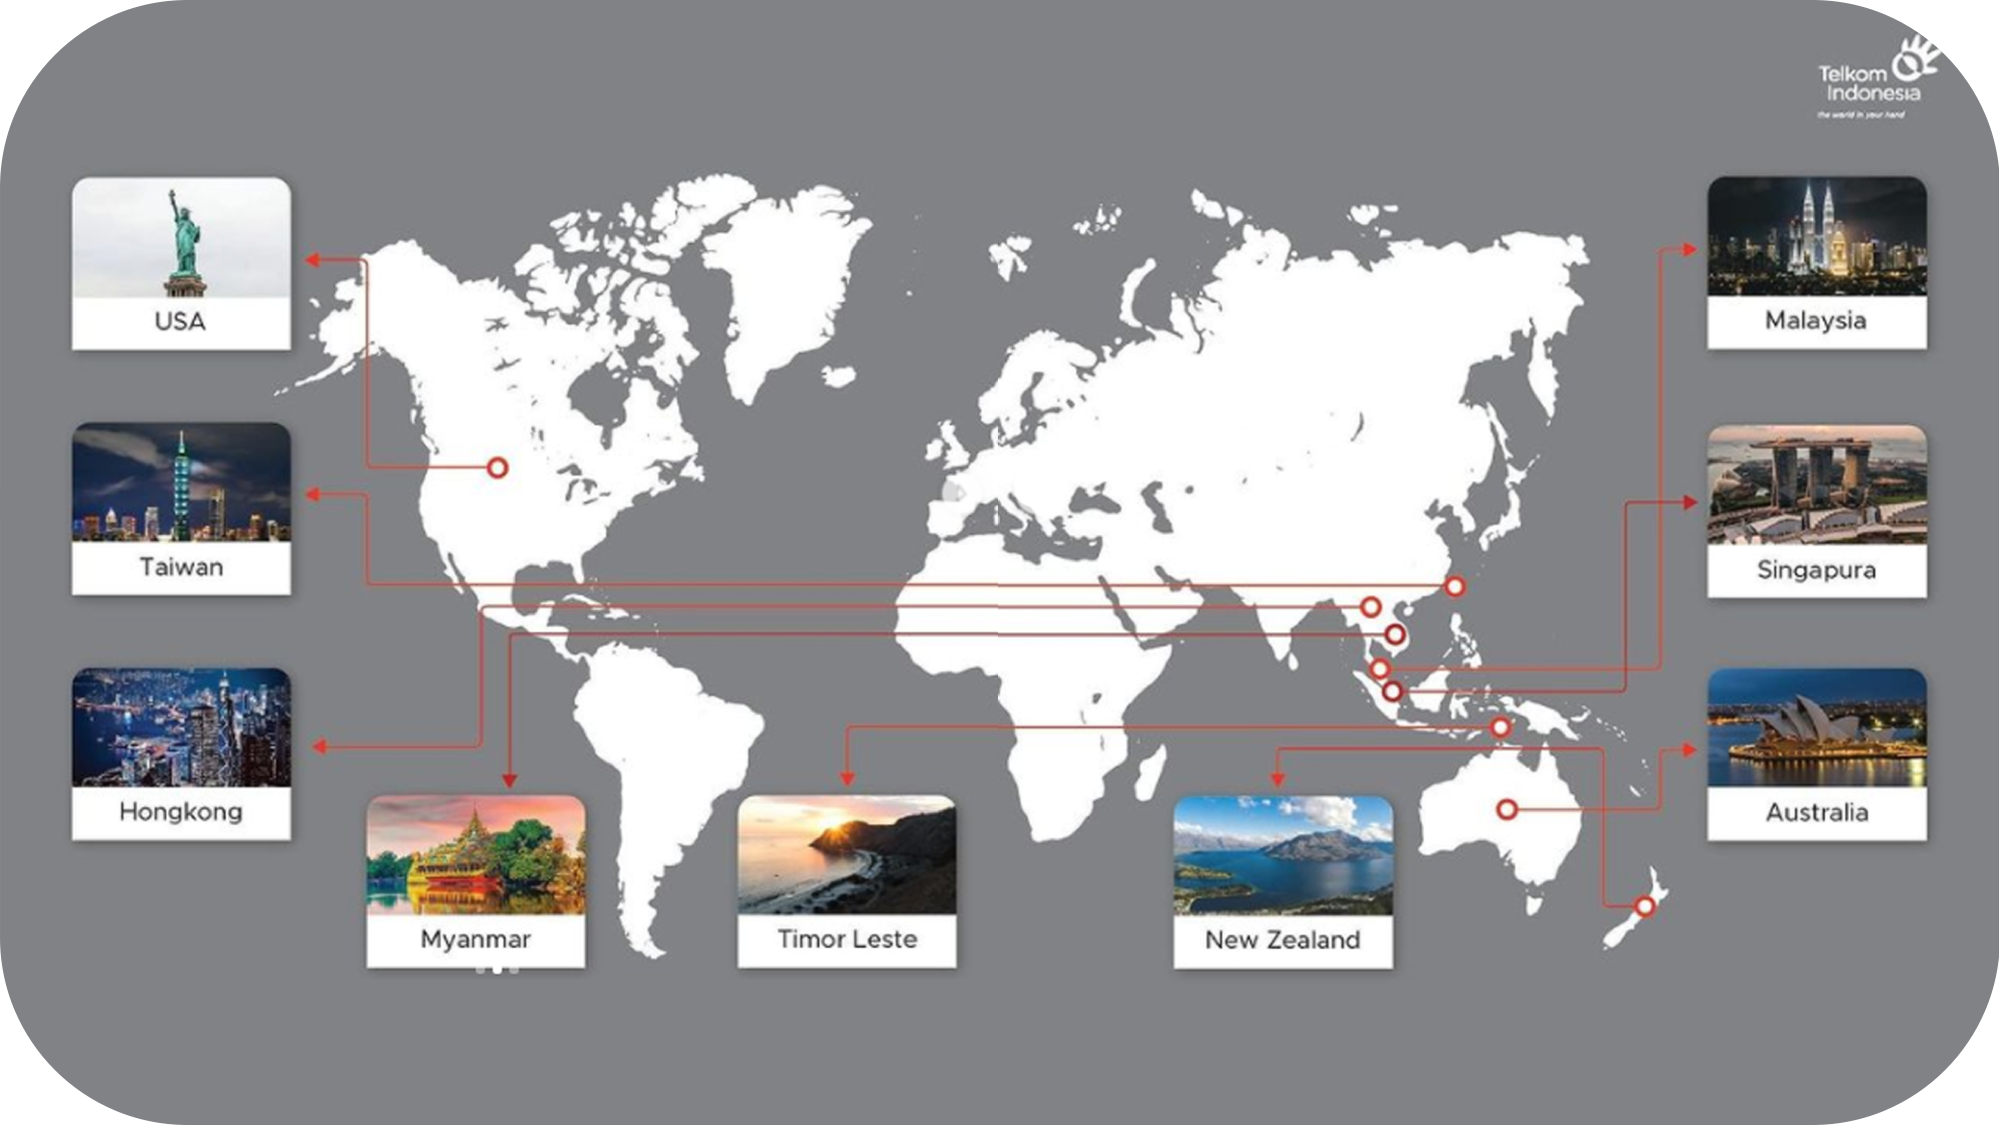 Telkom
Indonesia
the world in your hand
USA
Malaysia
Taiwan
Singapura
Hongkong
Australia
Myanmar
Timor Leste
New Zealand